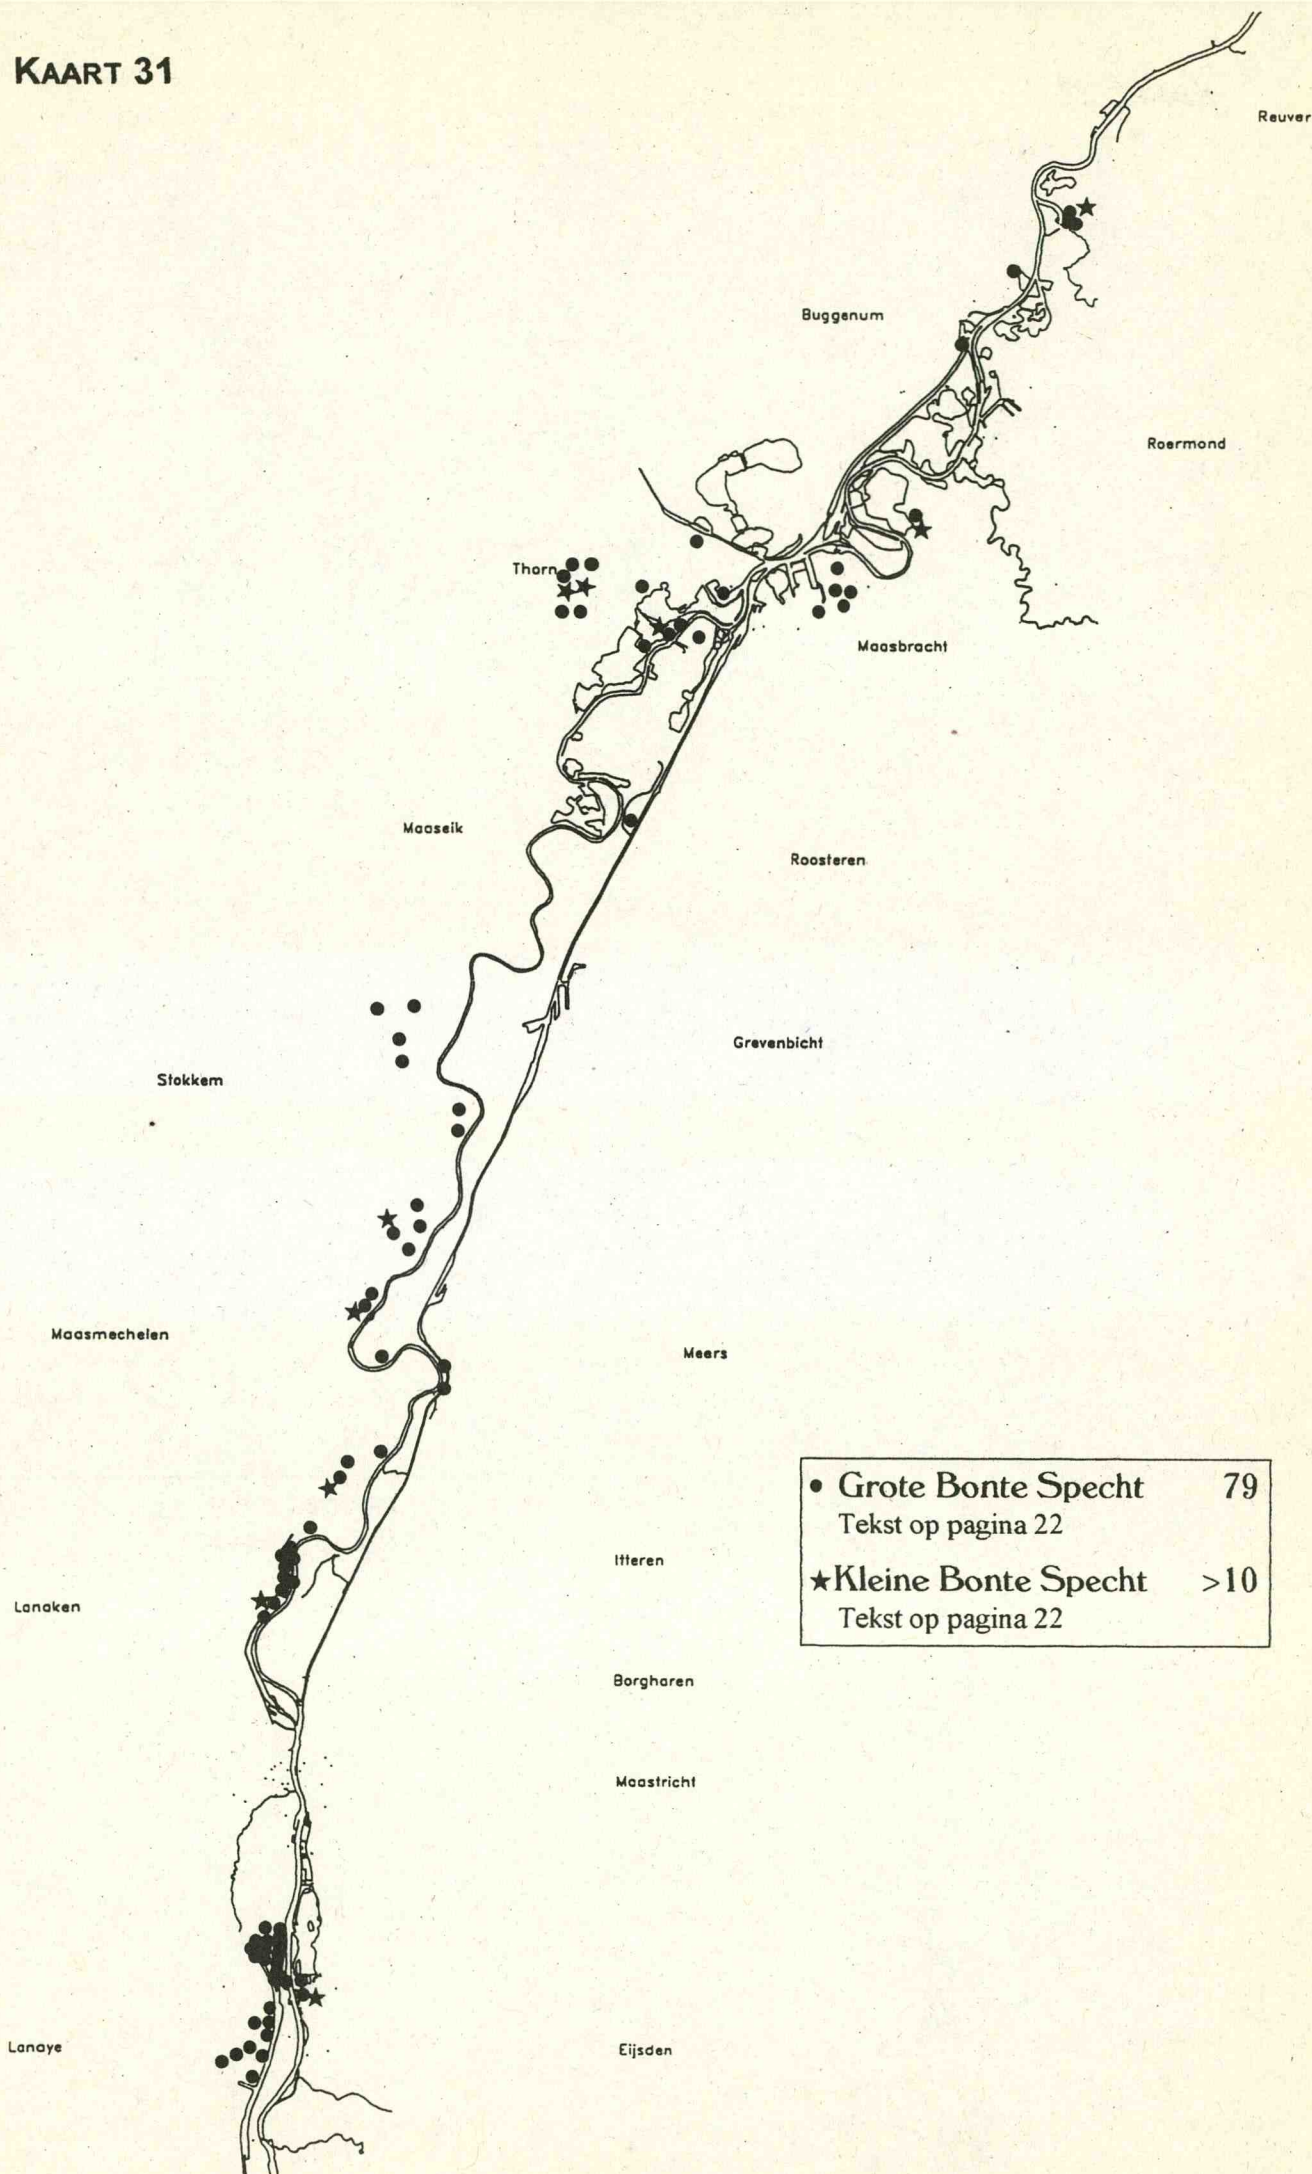 KAART 31
Reuver
Buggenum
Roermond
Thorn
Maasbracht
Maaseik
Roosteren
Grevenbicht
Stokkem
Maasmechelen
Meers
• Grote Bonte Specht 79
Tekst op pagina 22
★Kleine Bonte Specht >10
Tekst op pagina 22
Itteren
Lanaken
Borgharen
Maastricht
Lanaye
Eijsden